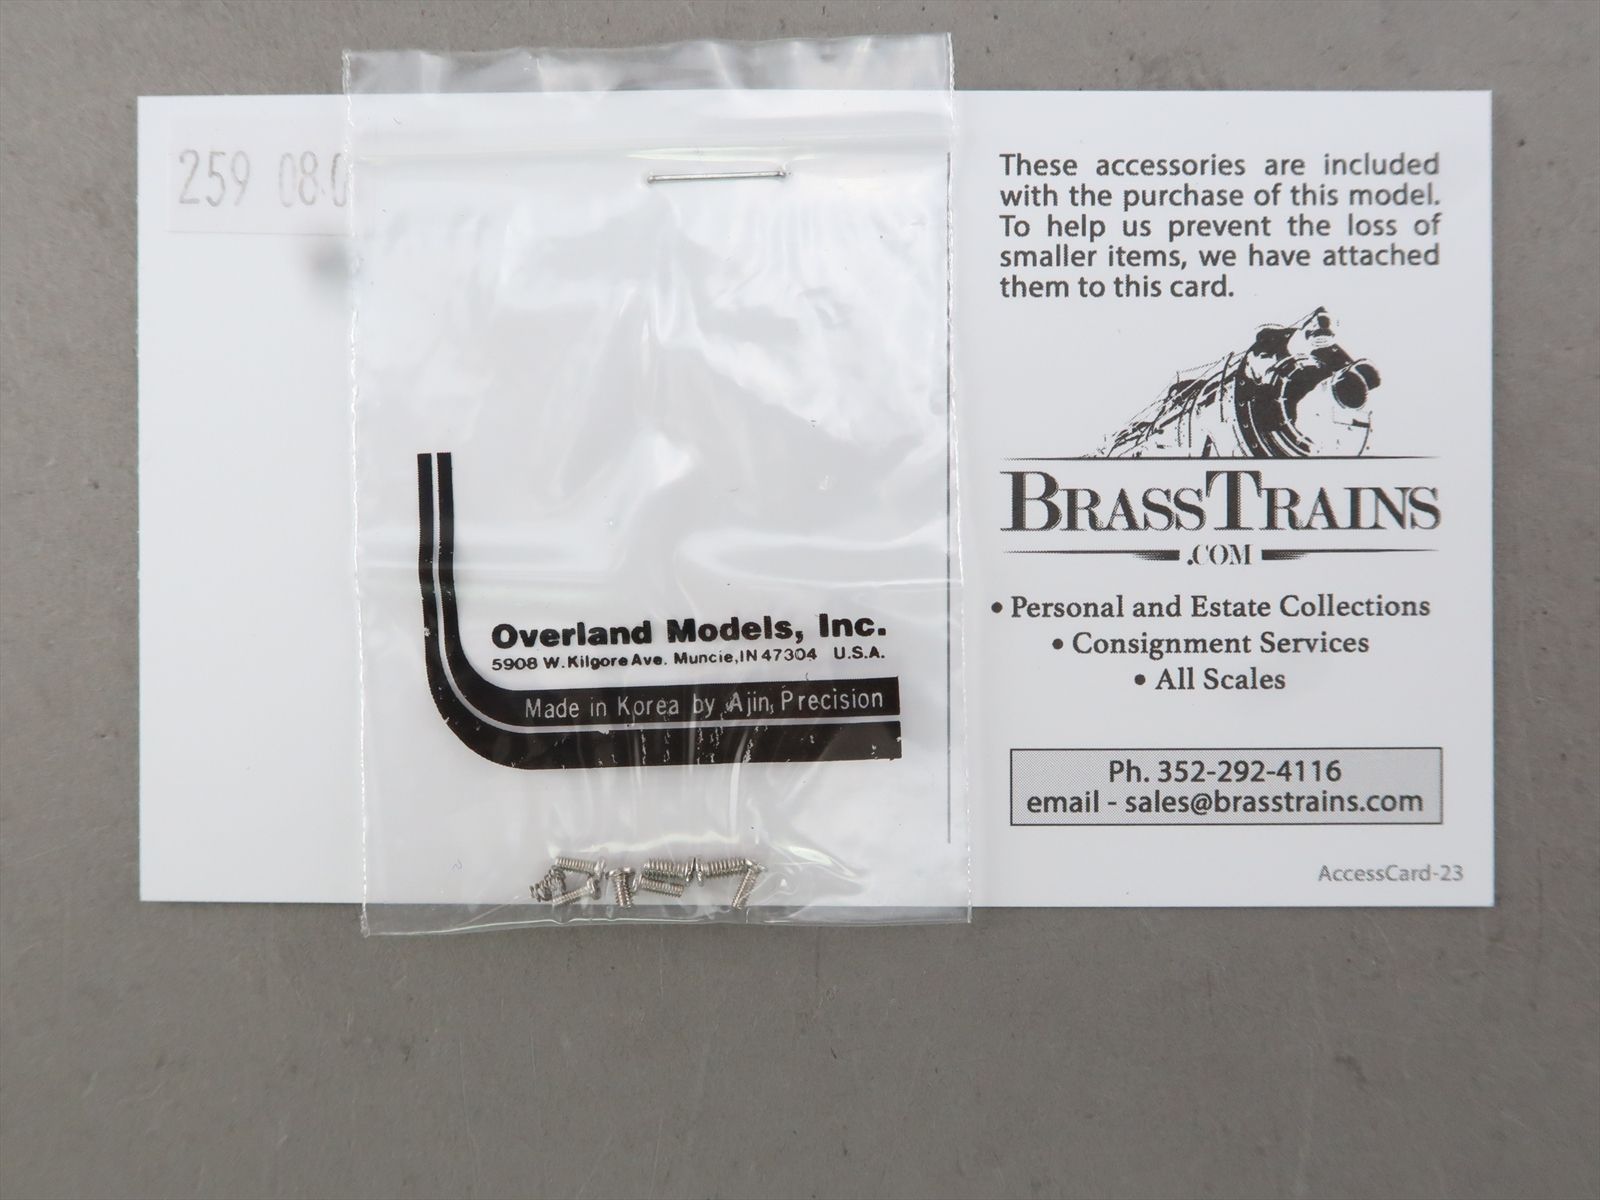 259 08.0
These accessories are included
with the purchase of this model.
To help us prevent the loss of
smaller items, we have attached
them to this card.
BRASSTRAINS
.COM
• Personal and Estate Collections
• Consignment Services
• All Scales
Ph. 352-292-4116
email - sales@brasstrains.com
AccessCard-23
Overland Models, Inc.
5908 W. Kilgore Ave. Muncie, IN 47304 U.S.A.
Made in Korea by Ajin Precision